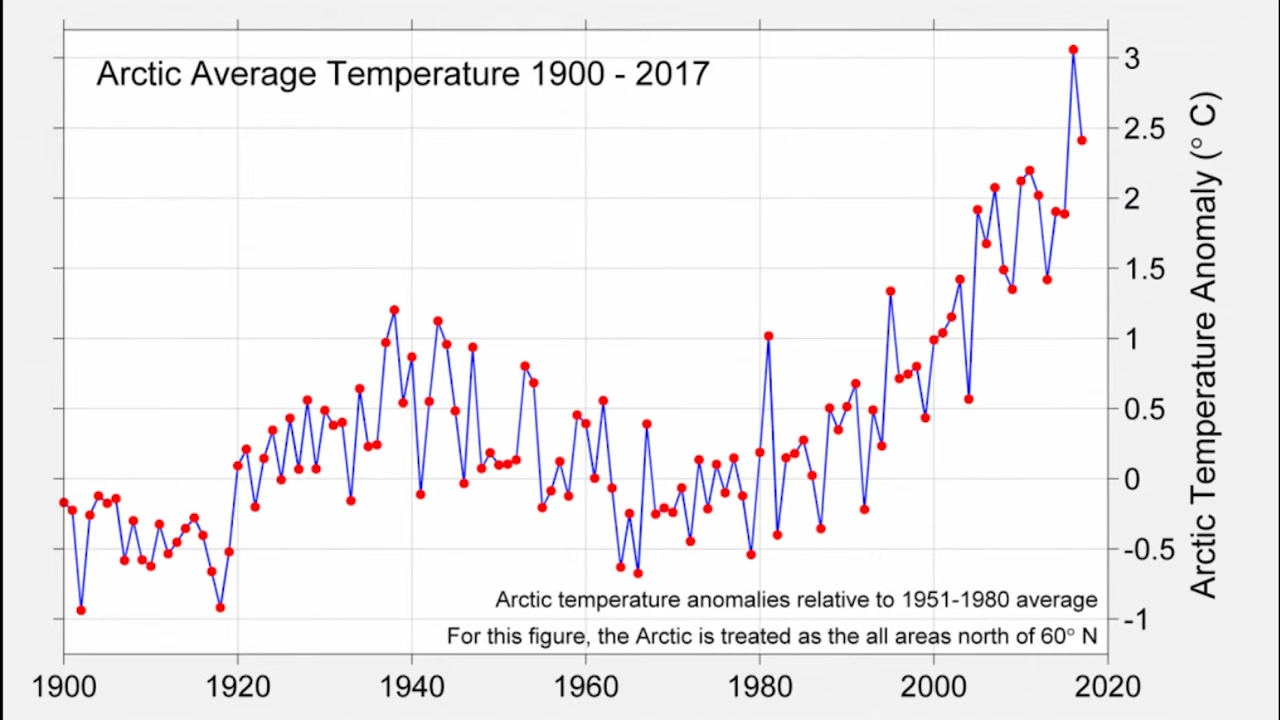 Arctic Average Temperature 1900 - 2017
3
2.5
2
1.5
1
0.5
0
-0.5
-1
Arctic Temperature Anomaly (° C)
Arctic temperature anomalies relative to 1951-1980 average
For this figure, the Arctic is treated as the all areas north of 60° N
1900 1920 1940 1960 1980 2000 2020